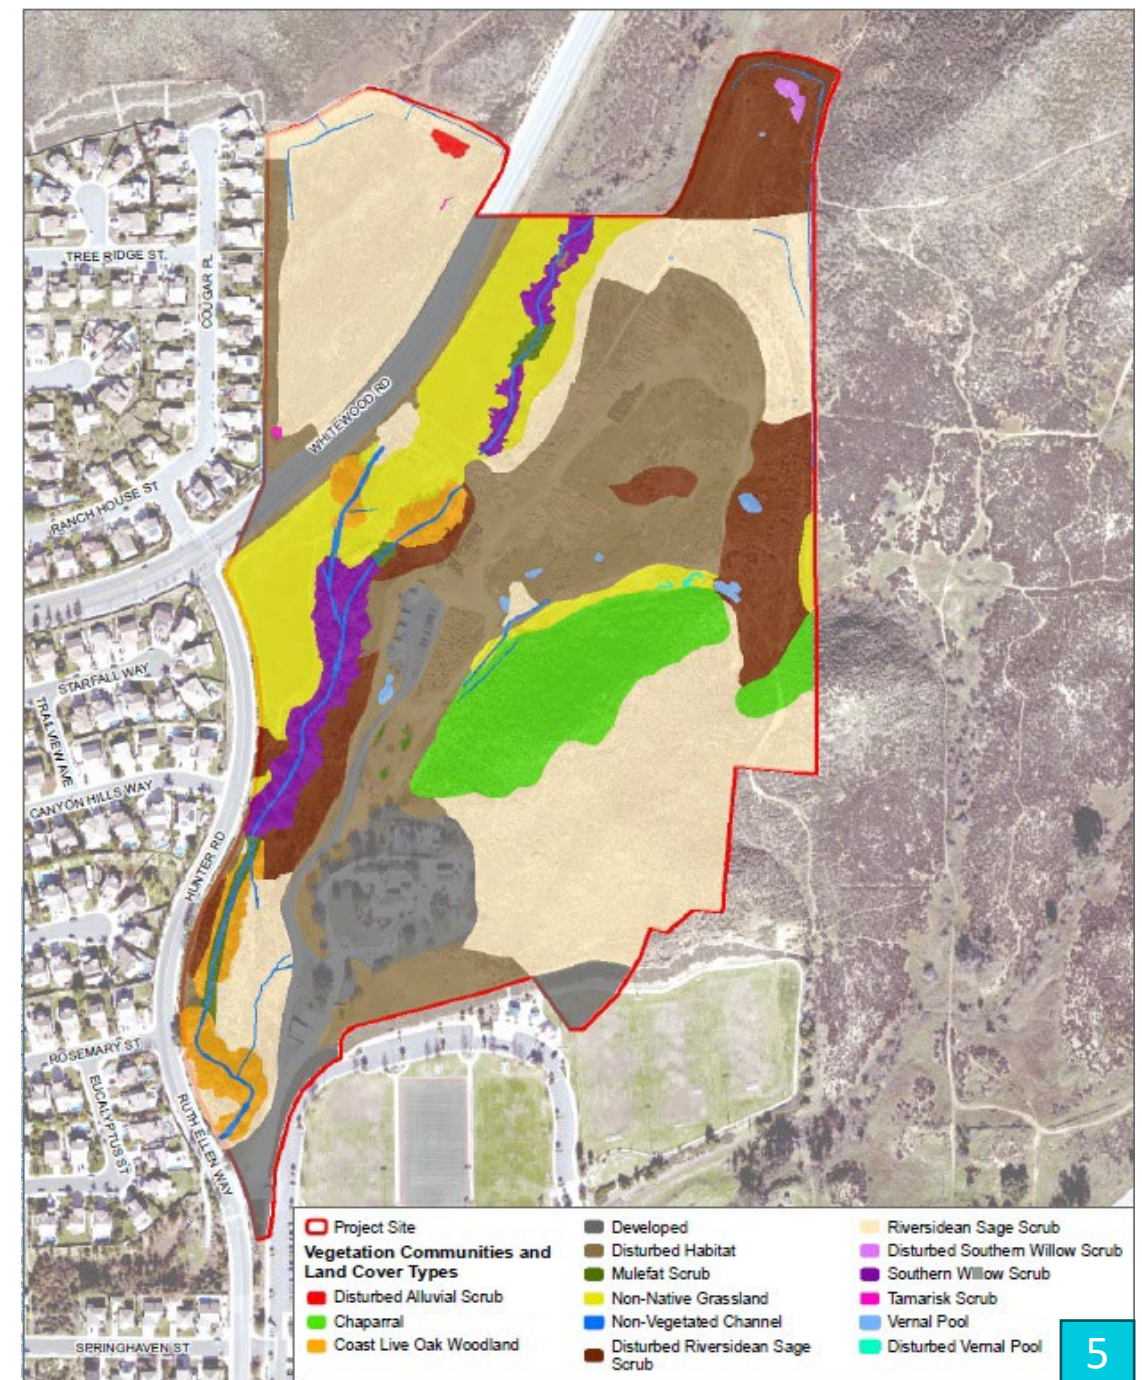 TREE RIDGE ST.
COUGAR PL
WHITEWOOD RD
RANCH HOUSE ST
STARFALL WAY
TRAILVIEW AVE
CANYON HILLS WAY
HUNTER RD
ROSEMARY ST
EUCALYPTUS ST
RUTH ELLEN WAY
SPRINGHAVEN ST
Project Site
Vegetation Communities and
Land Cover Types
Disturbed Alluvial Scrub
Chaparral
Coast Live Oak Woodland
Developed
Disturbed Habitat
Mulefat Scrub
Non-Native Grassland
Non-Vegetated Channel
Disturbed Riversidean Sage
Scrub
Riversidean Sage Scrub
Disturbed Southern Willow Scrub
Southern Willow Scrub
Tamarisk Scrub
Vernal Pool
Disturbed Vernal Pool
5